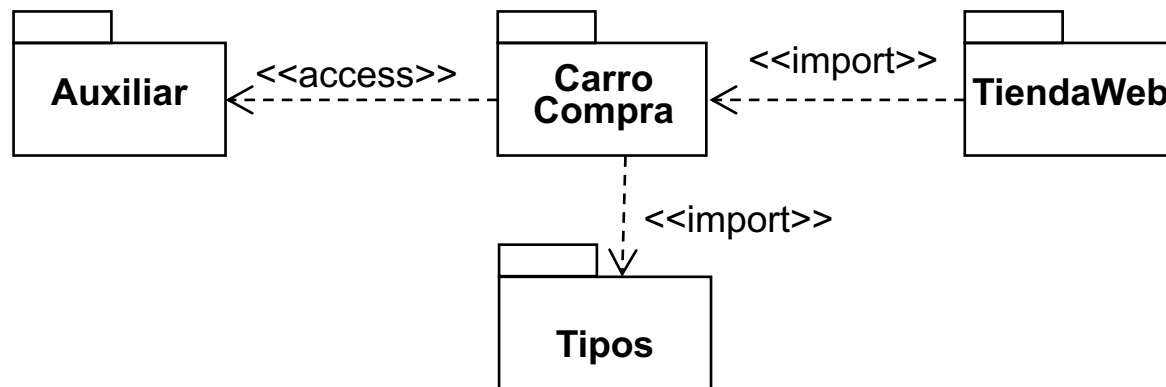 Auxiliar
<<access>>
Carro
Compra
<<import>>
TiendaWeb
<<import>>
Tipos